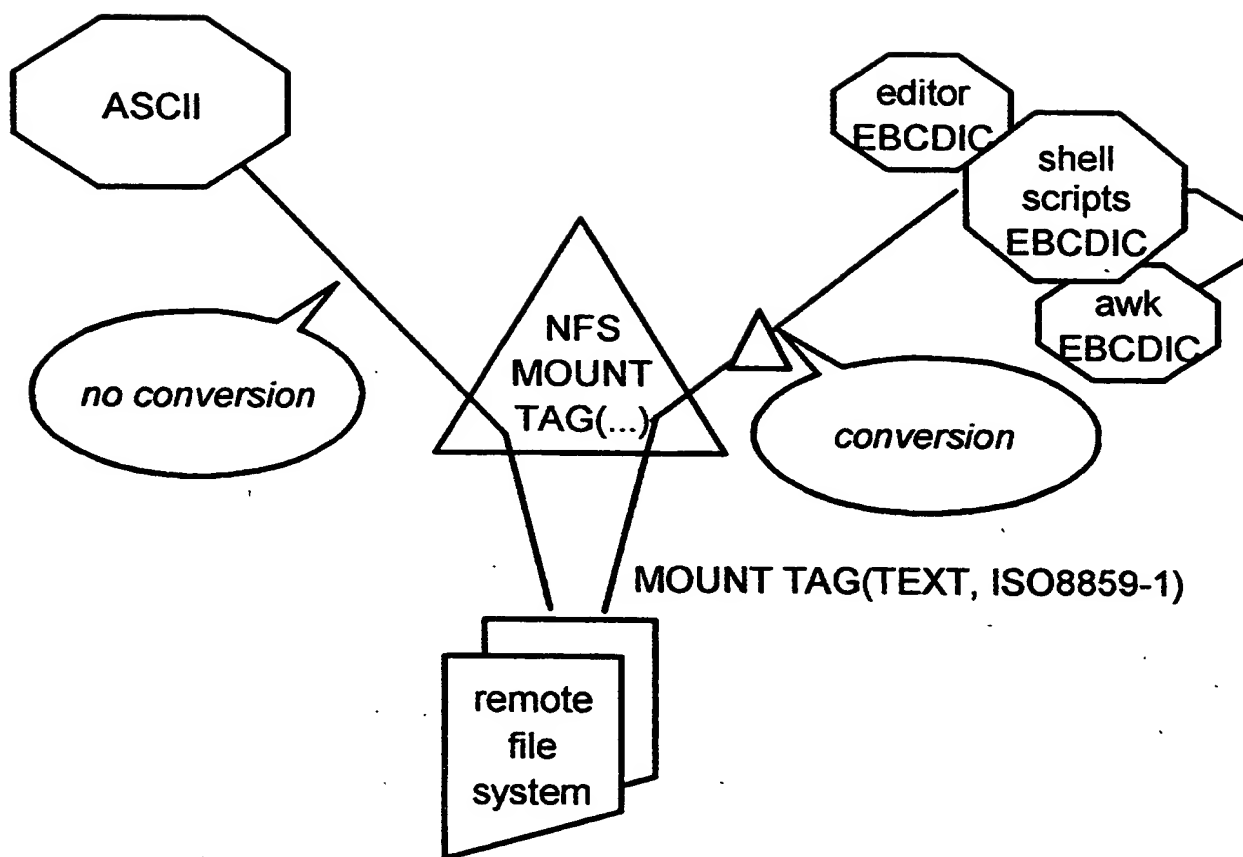 ASCII
editor
EBCDIC
shell
scripts
EBCDIC
awk
EBCDIC
NFS
MOUNT
TAG(...)
no conversion
conversion
MOUNT TAG(TEXT, ISO8859-1)
remote
file
system